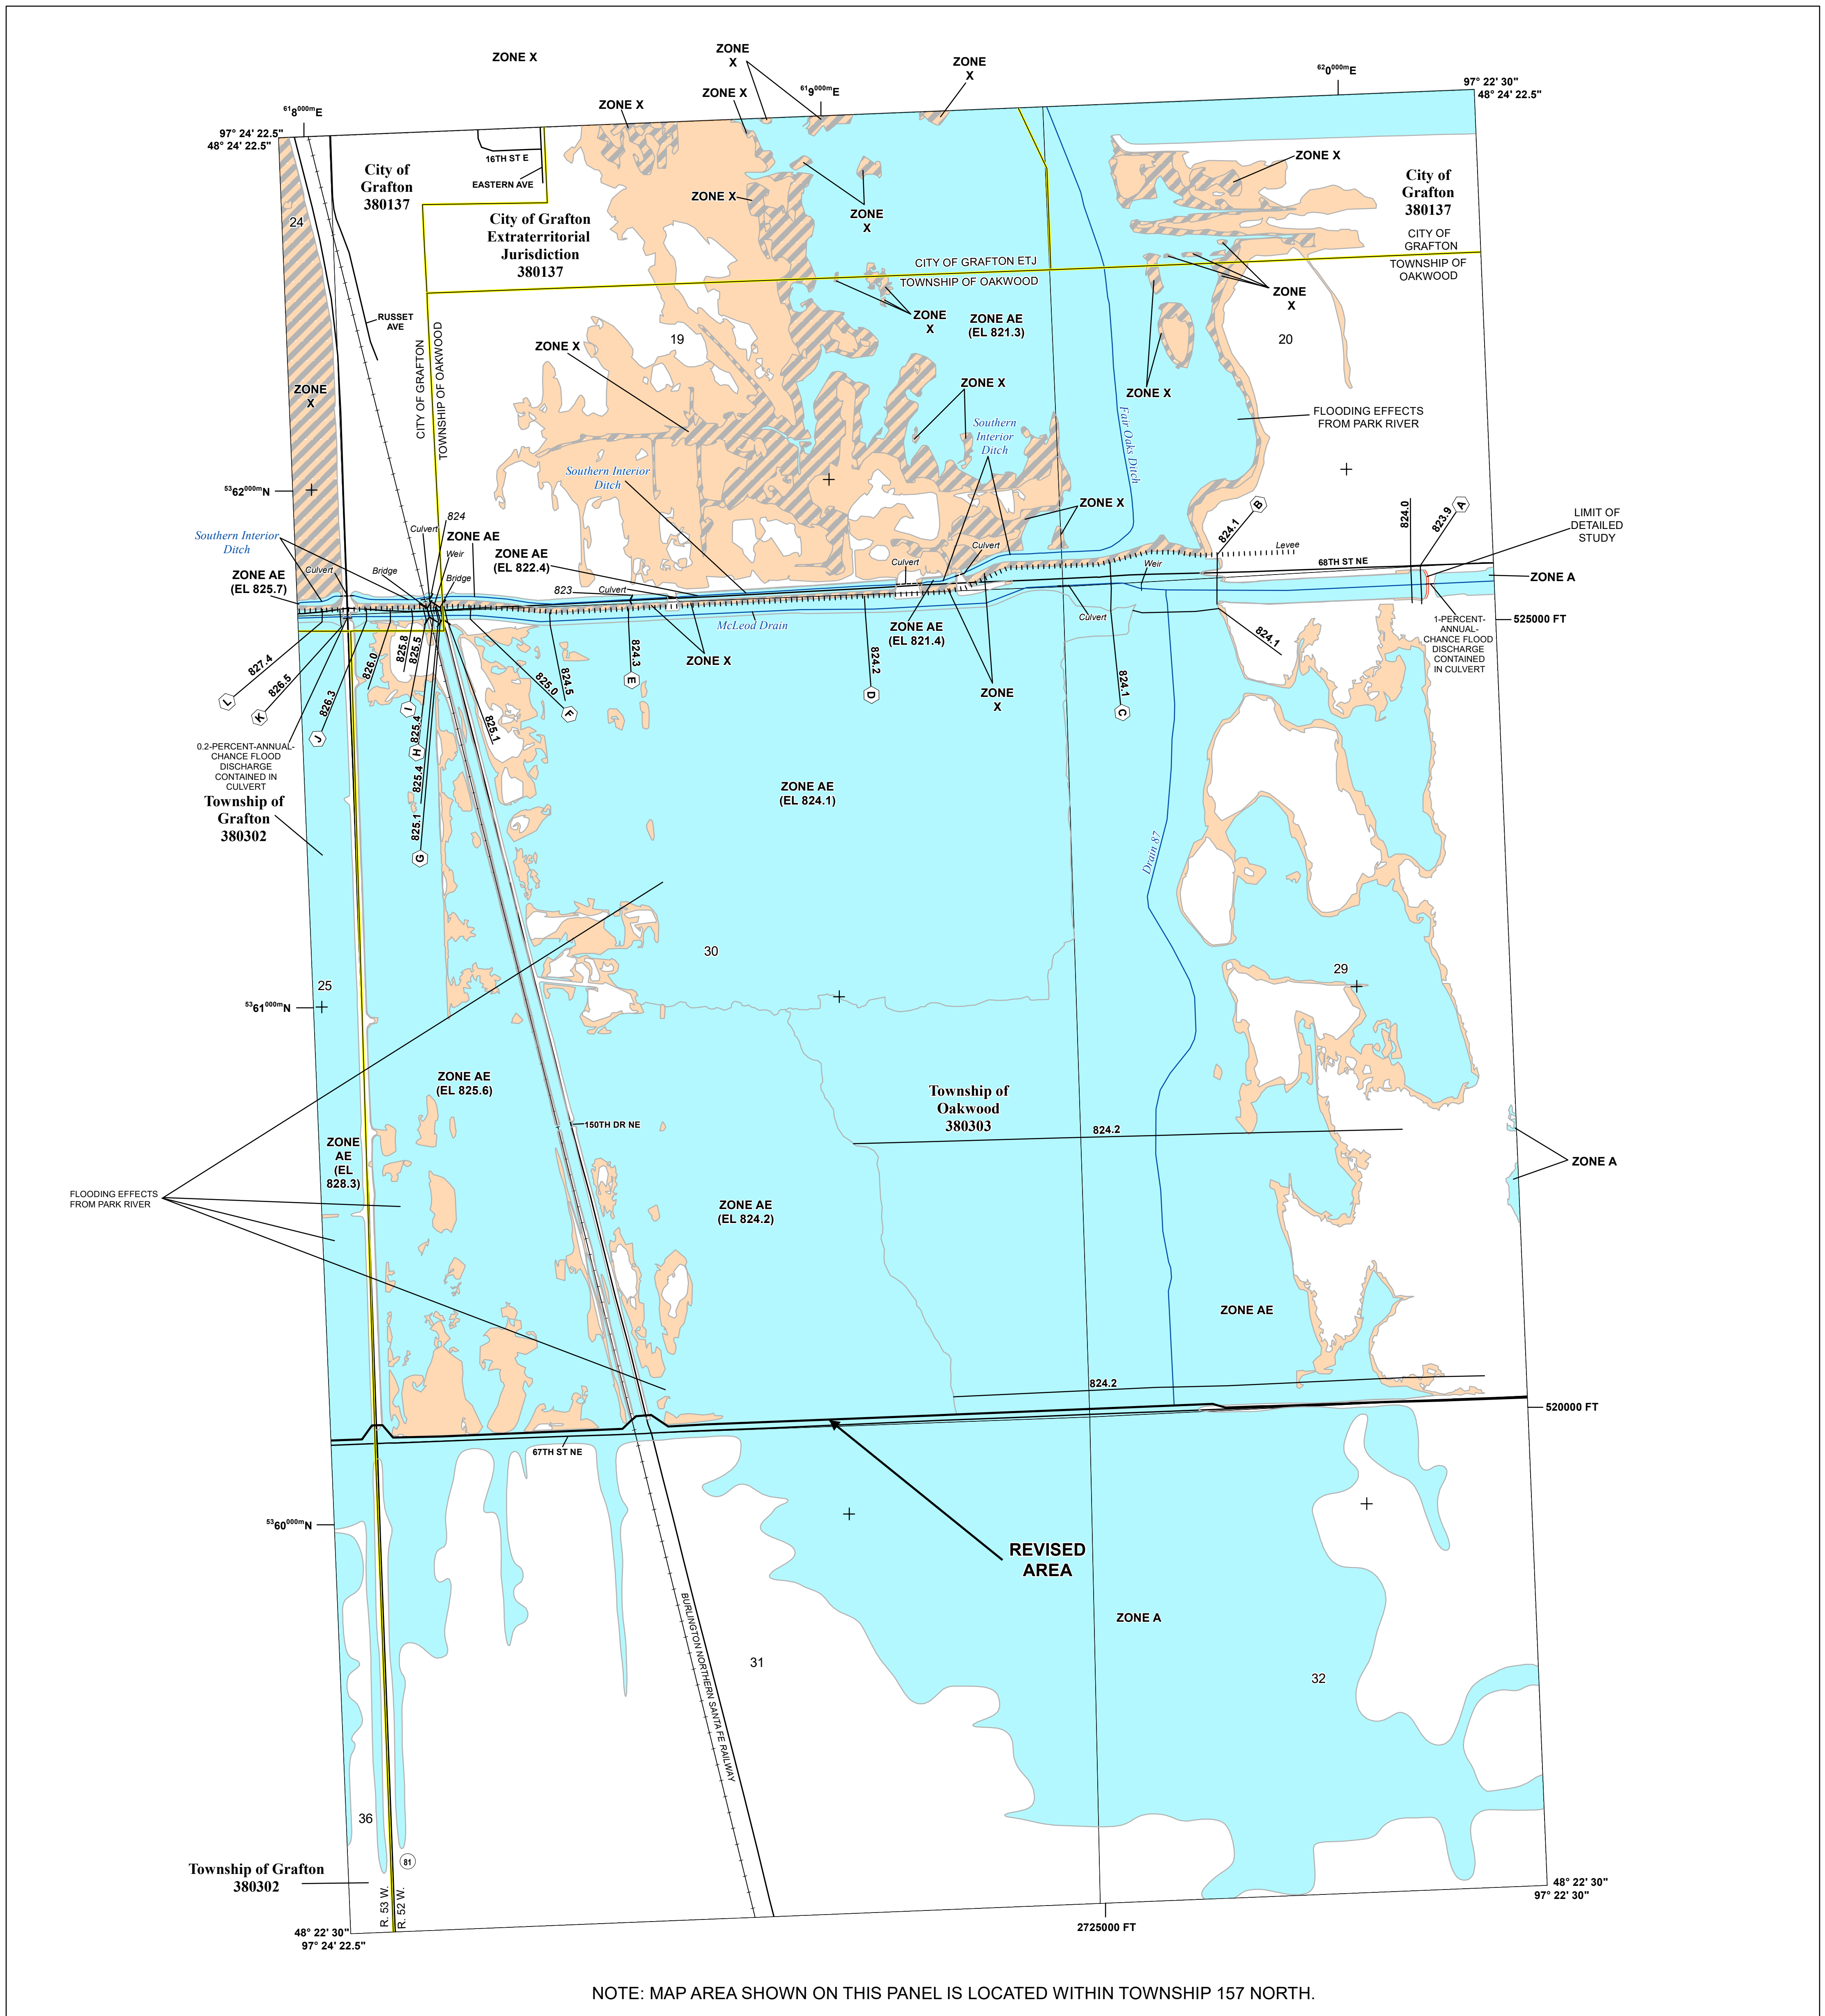 ZONE X
ZONE
X
ZONE
X
ZONE X
ZONE X
618000mE
619000mE
620000mE
97° 22' 30"
48° 24' 22.5"
97° 24' 22.5"
48° 24' 22.5"
16TH ST E
EASTERN AVE
City of
Grafton
380137
24
City of Grafton
Extraterritorial
Jurisdiction
380137
ZONE X
ZONE
X
ZONE X
City of
Grafton
380137
CITY OF
GRAFTON
TOWNSHIP OF
OAKWOOD
CITY OF GRAFTON ETJ
TOWNSHIP OF OAKWOOD
ZONE
X
ZONE
X
RUSSET
AVE
CITY OF GRAFTON
TOWNSHIP OF OAKWOOD
ZONE X
19
ZONE AE
(EL 821.3)
20
ZONE
X
ZONE X
ZONE X
FLOODING EFFECTS
FROM PARK RIVER
Fair Oaks Ditch
Southern
Interior
Ditch
Southern Interior
Ditch
5362000mN
ZONE X
Southern Interior
Ditch
Culvert
824
Weir
ZONE AE
ZONE AE
(EL 822.4)
Culvert
Bridge
Bridge
ZONE AE
(EL 825.7)
823
Culvert
Culvert
Culvert
824.1
B
Levee
68TH ST NE
Weir
824.0
823.9
A
LIMIT OF
DETAILED
STUDY
ZONE A
525000 FT
McLeod Drain
ZONE AE
(EL 821.4)
Culvert
1-PERCENT-
ANNUAL-
CHANCE FLOOD
DISCHARGE
CONTAINED
IN CULVERT
824.1
827.4
L
826.5
K
826.3
J
826.0
825.8
825.5
I
825.4
H
825.4
825.1
G
825.1
825.0
F
824.5
824.3
E
ZONE X
824.2
D
ZONE
X
824.1
C
0.2-PERCENT-ANNUAL-
CHANCE FLOOD
DISCHARGE
CONTAINED IN
CULVERT
Township of
Grafton
380302
ZONE AE
(EL 824.1)
Drain 87
30
29
25
5361000mN
ZONE AE
(EL 825.6)
Township of
Oakwood
380303
150TH DR NE
824.2
ZONE
AE
(EL
828.3)
ZONE A
FLOODING EFFECTS
FROM PARK RIVER
ZONE AE
(EL 824.2)
ZONE AE
824.2
520000 FT
67TH ST NE
5360000mN
REVISED
AREA
BURLINGTON NORTHERN SANTA FE RAILWAY
ZONE A
31
32
36
81
Township of Grafton
380302
R. 53 W.
R. 52 W.
48° 22' 30"
97° 24' 22.5"
48° 22' 30"
97° 22' 30"
2725000 FT
NOTE: MAP AREA SHOWN ON THIS PANEL IS LOCATED WITHIN TOWNSHIP 157 NORTH.